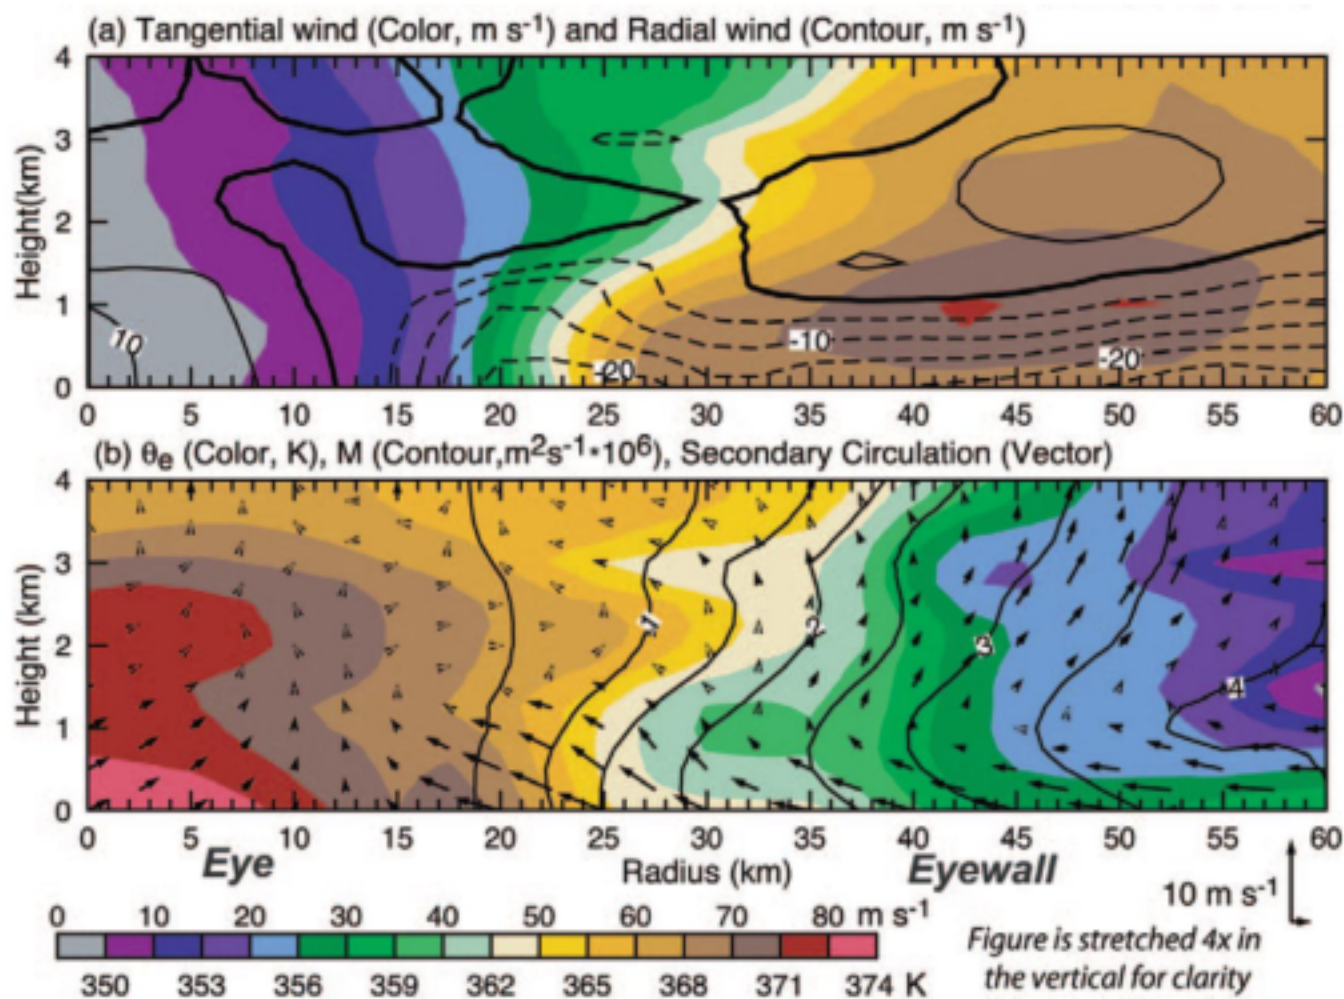 (a) Tangential wind (Color, m s-1) and Radial wind (Contour, m s-1)
4
3
2
1
0
Height(km)
10
-20
-10
-20
0 5 10 15 20 25 30 35 40 45 50 55 60
(b) θe (Color, K), M (Contour,m2s-1•106), Secondary Circulation (Vector)
4
3
2
1
0
Height (km)
1
2
3
4
0 5 10 15 20 25 30 35 40 45 50 55 60
Eye
Radius (km)
Eyewall
10 m s-1
0 10 20 30 40 50 60 70 80 m s-1
350 353 356 359 362 365 368 371 374 K
Figure is stretched 4x in
the vertical for clarity